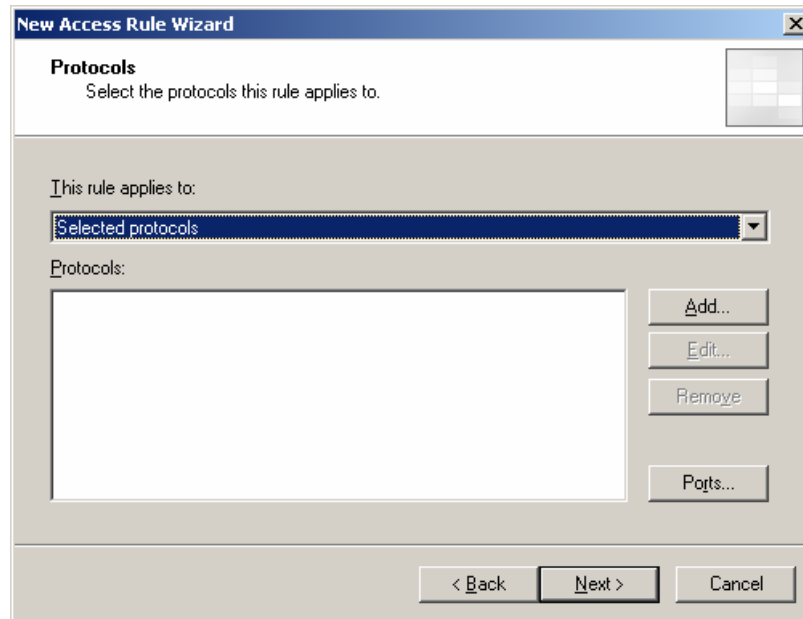 New Access Rule Wizard
Protocols
Select the protocols this rule applies to.
This rule applies to:
Selected protocols
Protocols:
Add...
Edit...
Remove
Ports...
< Back
Next >
Cancel